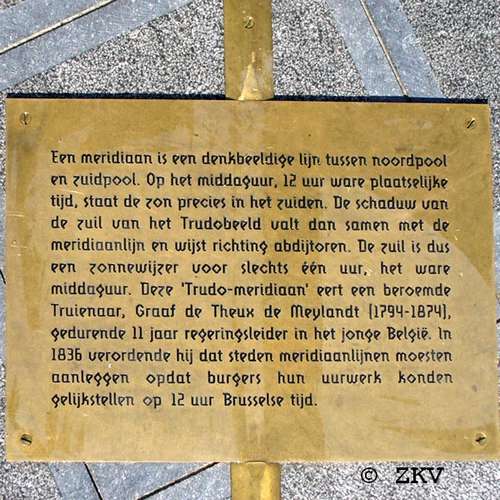 Een meridiaan is een denkbeeldige lijn tussen noordpool
en zuidpool. Op het middaguur, 12 uur ware plaatselijke
tijd, staat de zon precies in het zuiden. De schaduw van
de zuil van het Trudobeeld valt dan samen met de
meridiaanlijn en wijst richting abdijtoren. De zuil is dus
een zonnewijzer voor slechts één uur, het ware
middaguur. Deze 'Trudo-meridiaan' eert een beroemde
Truienaar, Graaf de Theux de Meylandt (1794-1874),
gedurende 11 jaar regeringsleider in het jonge België. In
1836 verordende hij dat steden meridiaanlijnen moesten
aanleggen opdat burgers hun uurwerk konden
gelijkstellen op 12 uur Brusselse tijd.
© ZKV